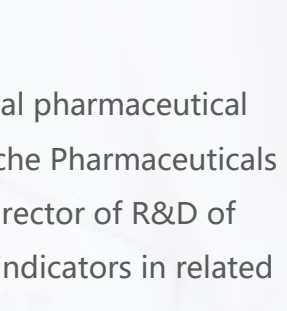 al pharmaceutical
che Pharmaceuticals
rector of R&D of
ndicators in related